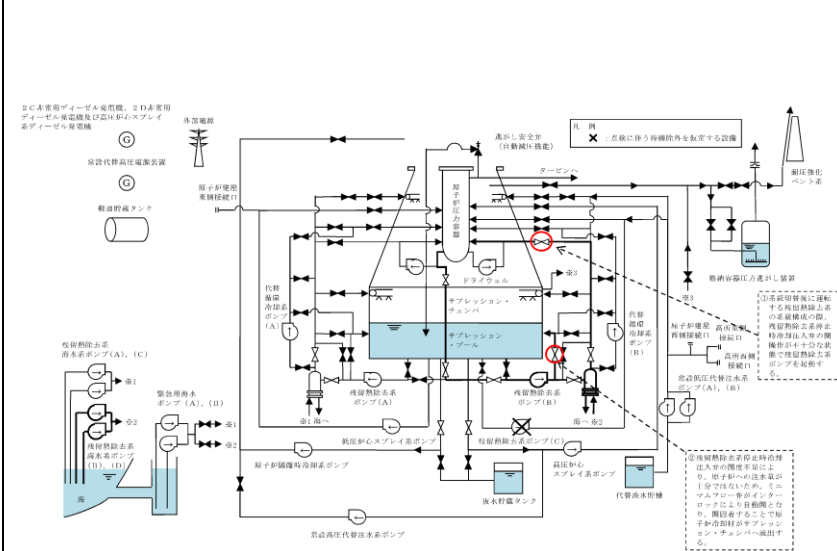 2C非常用ディーゼル発電機，2D非常用
ディーゼル発電機及び高圧炉心スプレイ
系ディーゼル発電機
外部電源
常設代替高圧電源装置
軽油貯蔵タンク
G
G
原子炉建屋
東側接続口
逃がし安全弁
（自動減圧機能）
凡 例
：点検に伴う待機除外を仮定する設備
タービンへ
耐圧強化
ベント系
原子炉圧力容器
格納容器圧力逃がし装置
ドライウェル
※3
※3
サプレッション・
チェンバ
サプレッション・
プール
代替
循環
冷却系
ポンプ
(A)
代替
循環
冷却系
ポンプ
(B)
①系統切替後に運転
する残留熱除去系
の系統構成の際，
残留熱除去系停止
時冷却注入弁の開
操作が不十分な状
態で残留熱除去系
ポンプを起動す
る。
原子炉建屋
西側接続口
高所東側
接続口
高所西側
接続口
常設低圧代替注水系
ポンプ(A)，(B)
残留熱除去系
海水系ポンプ(A)，(C)
※1
※2
残留熱除去系
海水系ポンプ
(B)，(D)
海
緊急用海水
ポンプ(A)，(B)
※1
※2
残留熱除去系
ポンプ(A)
残留熱除去系
ポンプ(B)
※1 海へ
海へ ※2
低圧炉心スプレイ系ポンプ
残留熱除去系ポンプ(C)
原子炉隔離時冷却系ポンプ
高圧炉心
スプレイ系ポンプ
復水貯蔵タンク
代替淡水貯槽
常設高圧代替注水系ポンプ
②残留熱除去系停止時冷却
注入弁の開度不足によ
り，原子炉への注水量が
十分ではないため，ミニ
マムフロー弁がインター
ロックにより自動開とな
り，開固着することで原
子炉冷却材がサプレッシ
ョン・チェンバへ流出す
る。